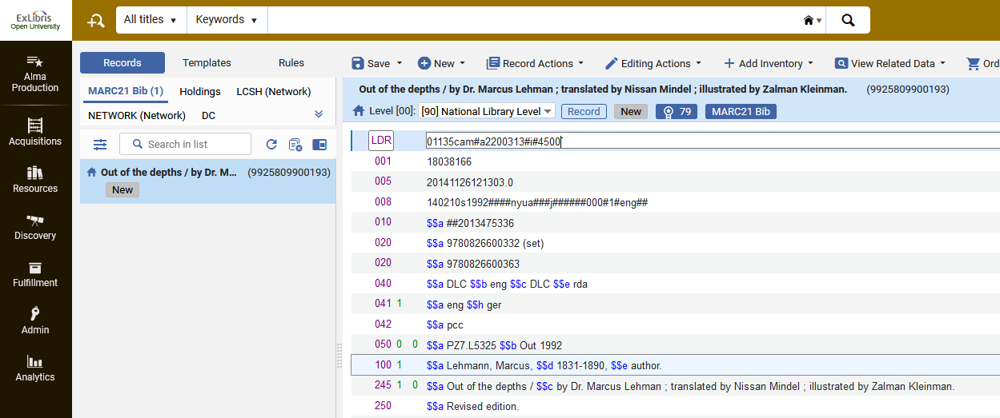 ExLibris
Open University
All titles
Keywords
Alma Production
Acquisitions
Resources
Discovery
Fulfillment
Admin
Analytics
Records Templates Rules
MARC21 Bib (1) Holdings LCSH (Network)
NETWORK (Network) DC
Search in list
Out of the depths / by Dr. M... (9925809900193)
New
Save New Record Actions Editing Actions Add Inventory View Related Data Ord
Out of the depths / by Dr. Marcus Lehman ; translated by Nissan Mindel ; illustrated by Zalman Kleinman. (9925809900193)
Level [00]: [90] National Library Level Record New 79 MARC21 Bib
LDR 01135cam#a2200313#i#4500
001 18038166
005 20141126121303.0
008 140210s1992####nyua###j######000#1#eng##
010 $$a ##2013475336
020 $$a 9780826600332 (set)
020 $$a 9780826600363
040 $$a DLC $$b eng $$c DLC $$e rda
041 1 $$a eng $$h ger
042 $$a pcc
050 0 0 $$a PZ7.L5325 $$b Out 1992
100 1 $$a Lehmann, Marcus, $$d 1831-1890, $$e author.
245 1 0 $$a Out of the depths / $$c by Dr. Marcus Lehman ; translated by Nissan Mindel ; illustrated by Zalman Kleinman.
250 $$a Revised edition.